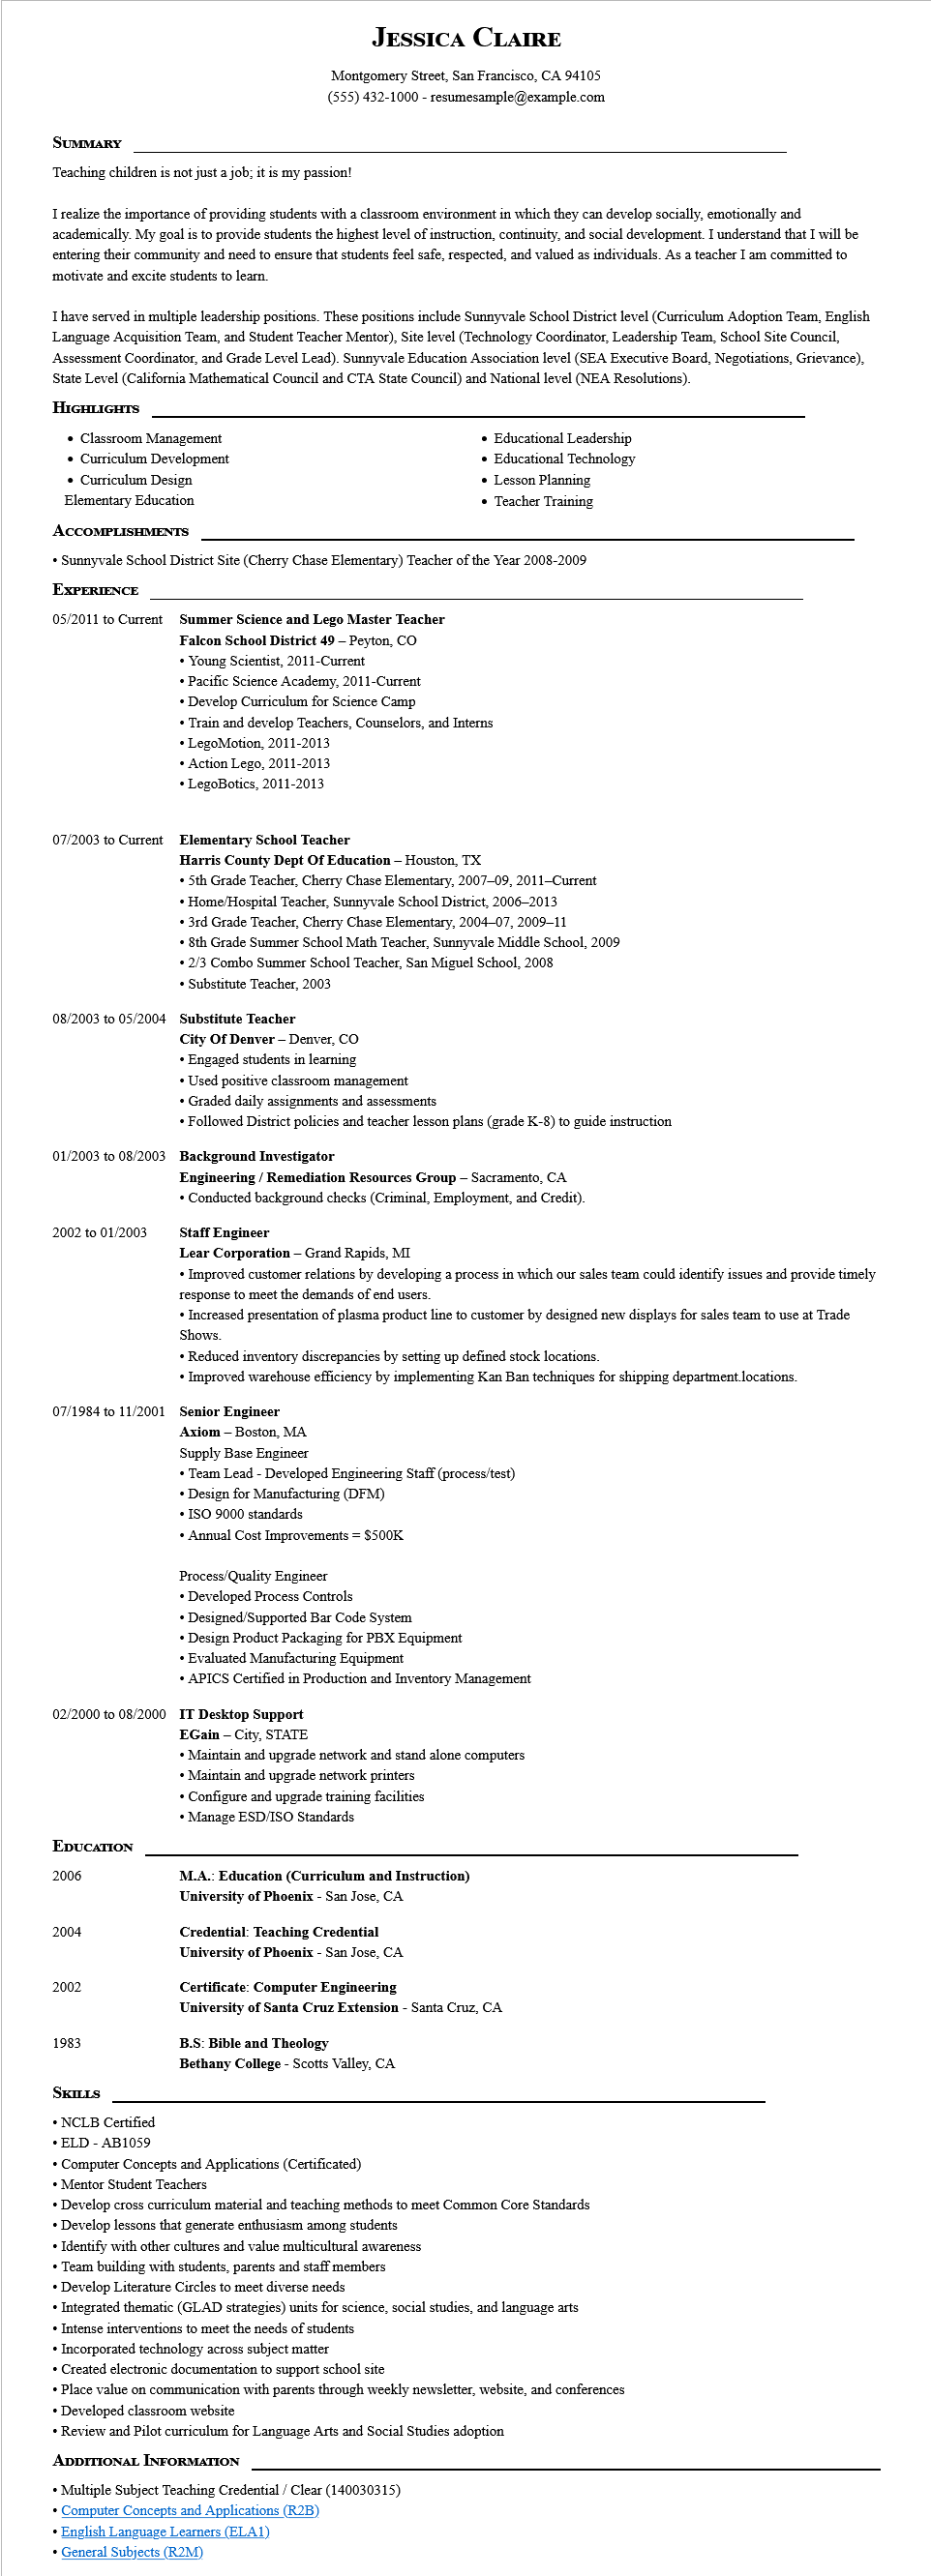 Jessica Claire
Montgomery Street, San Francisco, CA 94105
(555) 432-1000 - resumesample@example.com
Summary
Teaching children is not just a job; it is my passion!
I realize the importance of providing students with a classroom environment in which they can develop socially, emotionally and
academically. My goal is to provide students the highest level of instruction, continuity, and social development. I understand that I will be
entering their community and need to ensure that students feel safe, respected, and valued as individuals. As a teacher I am committed to
motivate and excite students to learn.
I have served in multiple leadership positions. These positions include Sunnyvale School District level (Curriculum Adoption Team, English
Language Acquisition Team, and Student Teacher Mentor), Site level (Technology Coordinator, Leadership Team, School Site Council,
Assessment Coordinator, and Grade Level Lead). Sunnyvale Education Association level (SEA Executive Board, Negotiations, Grievance),
State Level (California Mathematical Council and CTA State Council) and National level (NEA Resolutions).
Highlights
• Classroom Management
• Curriculum Development
• Curriculum Design
Elementary Education
• Educational Leadership
• Educational Technology
• Lesson Planning
• Teacher Training
Accomplishments
• Sunnyvale School District Site (Cherry Chase Elementary) Teacher of the Year 2008-2009
Experience
05/2011 to Current Summer Science and Lego Master Teacher
Falcon School District 49 – Peyton, CO
• Young Scientist, 2011-Current
• Pacific Science Academy, 2011-Current
• Develop Curriculum for Science Camp
• Train and develop Teachers, Counselors, and Interns
• LegoMotion, 2011-2013
• Action Lego, 2011-2013
• LegoBotics, 2011-2013
07/2003 to Current Elementary School Teacher
Harris County Dept Of Education – Houston, TX
• 5th Grade Teacher, Cherry Chase Elementary, 2007–09, 2011–Current
• Home/Hospital Teacher, Sunnyvale School District, 2006–2013
• 3rd Grade Teacher, Cherry Chase Elementary, 2004–07, 2009–11
• 8th Grade Summer School Math Teacher, Sunnyvale Middle School, 2009
• 2/3 Combo Summer School Teacher, San Miguel School, 2008
• Substitute Teacher, 2003
08/2003 to 05/2004 Substitute Teacher
City Of Denver – Denver, CO
• Engaged students in learning
• Used positive classroom management
• Graded daily assignments and assessments
• Followed District policies and teacher lesson plans (grade K-8) to guide instruction
01/2003 to 08/2003 Background Investigator
Engineering / Remediation Resources Group – Sacramento, CA
• Conducted background checks (Criminal, Employment, and Credit).
2002 to 01/2003 Staff Engineer
Lear Corporation – Grand Rapids, MI
• Improved customer relations by developing a process in which our sales team could identify issues and provide timely
response to meet the demands of end users.
• Increased presentation of plasma product line to customer by designed new displays for sales team to use at Trade
Shows.
• Reduced inventory discrepancies by setting up defined stock locations.
• Improved warehouse efficiency by implementing Kan Ban techniques for shipping department.locations.
07/1984 to 11/2001 Senior Engineer
Axiom – Boston, MA
Supply Base Engineer
• Team Lead - Developed Engineering Staff (process/test)
• Design for Manufacturing (DFM)
• ISO 9000 standards
• Annual Cost Improvements = $500K
Process/Quality Engineer
• Developed Process Controls
• Designed/Supported Bar Code System
• Design Product Packaging for PBX Equipment
• Evaluated Manufacturing Equipment
• APICS Certified in Production and Inventory Management
02/2000 to 08/2000 IT Desktop Support
EGain – City, STATE
• Maintain and upgrade network and stand alone computers
• Maintain and upgrade network printers
• Configure and upgrade training facilities
• Manage ESD/ISO Standards
Education
2006 M.A.: Education (Curriculum and Instruction)
University of Phoenix - San Jose, CA
2004 Credential: Teaching Credential
University of Phoenix - San Jose, CA
2002 Certificate: Computer Engineering
University of Santa Cruz Extension - Santa Cruz, CA
1983 B.S: Bible and Theology
Bethany College - Scotts Valley, CA
Skills
• NCLB Certified
• ELD - AB1059
• Computer Concepts and Applications (Certificated)
• Mentor Student Teachers
• Develop cross curriculum material and teaching methods to meet Common Core Standards
• Develop lessons that generate enthusiasm among students
• Identify with other cultures and value multicultural awareness
• Team building with students, parents and staff members
• Develop Literature Circles to meet diverse needs
• Integrated thematic (GLAD strategies) units for science, social studies, and language arts
• Intense interventions to meet the needs of students
• Incorporated technology across subject matter
• Created electronic documentation to support school site
• Place value on communication with parents through weekly newsletter, website, and conferences
• Developed classroom website
• Review and Pilot curriculum for Language Arts and Social Studies adoption
Additional Information
• Multiple Subject Teaching Credential / Clear (140030315)
• Computer Concepts and Applications (R2B)
• English Language Learners (ELA1)
• General Subjects (R2M)